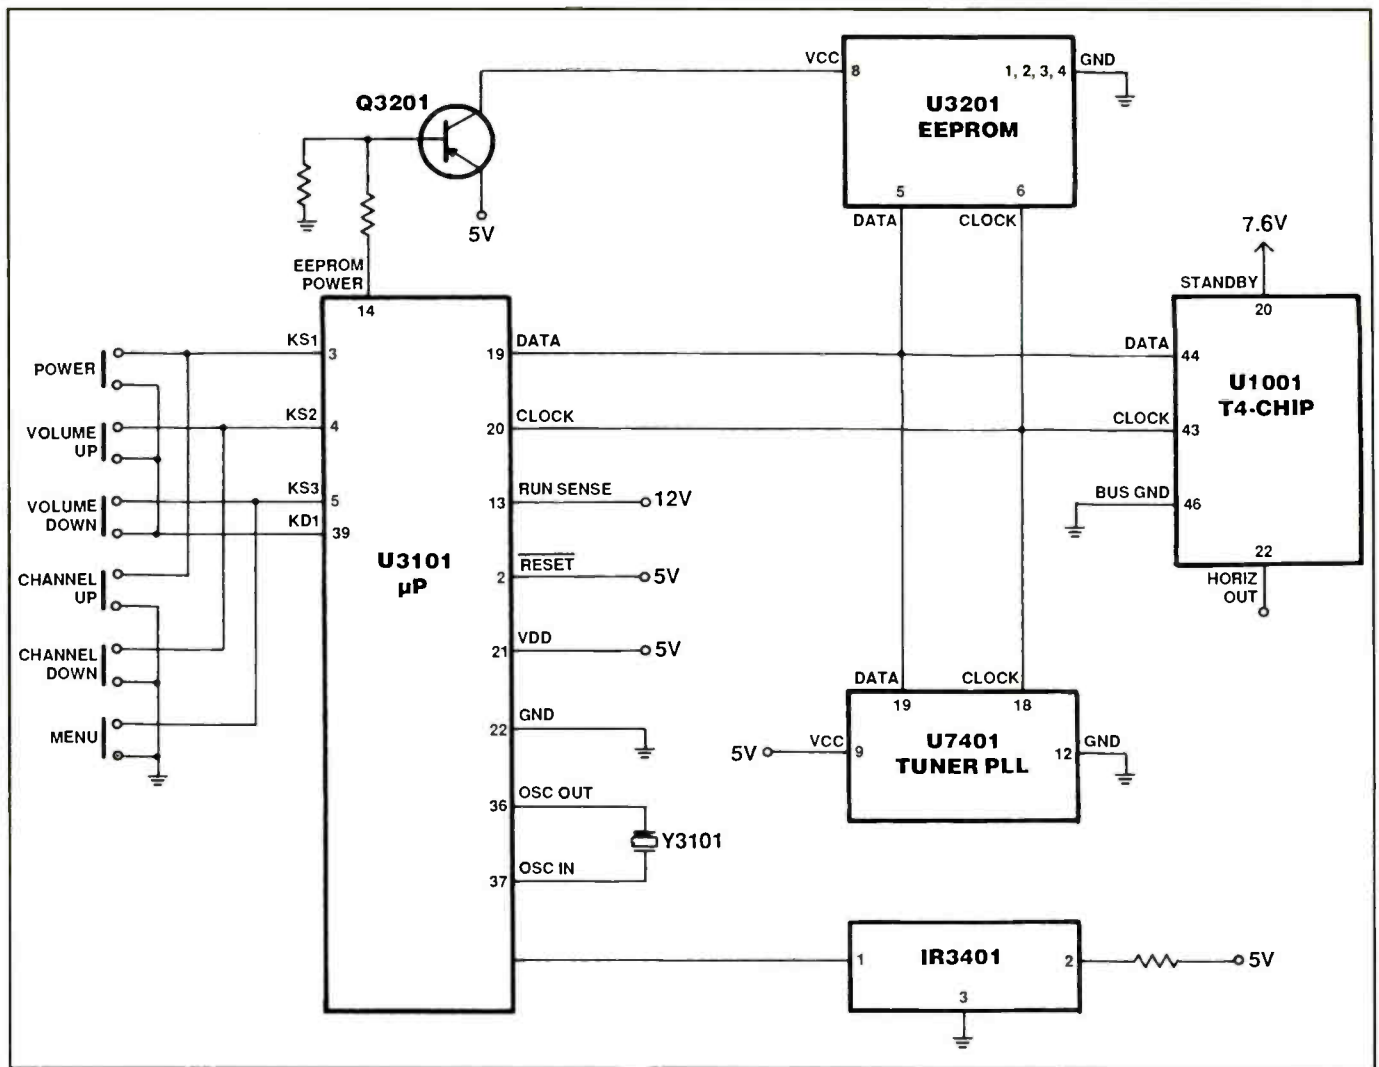 VCC
8
1, 2, 3, 4
GND
U3201
EEPROM
5
6
DATA
CLOCK
Q3201
5V
EEPROM
POWER
14
7.6V
STANDBY
20
DATA
44
U1001
T4-CHIP
CLOCK
43
BUS GND
46
22
HORIZ
OUT
POWER
VOLUME
UP
VOLUME
DOWN
CHANNEL
UP
CHANNEL
DOWN
MENU
KS1
3
KS2
4
KS3
5
KD1
39
U3101
µP
19
DATA
20
CLOCK
13
RUN SENSE
12V
2
RESET
5V
21
VDD
5V
22
GND
36
OSC OUT
Y3101
37
OSC IN
DATA
CLOCK
19
18
5V
VCC
9
U7401
TUNER PLL
12
GND
1
IR3401
2
5V
3